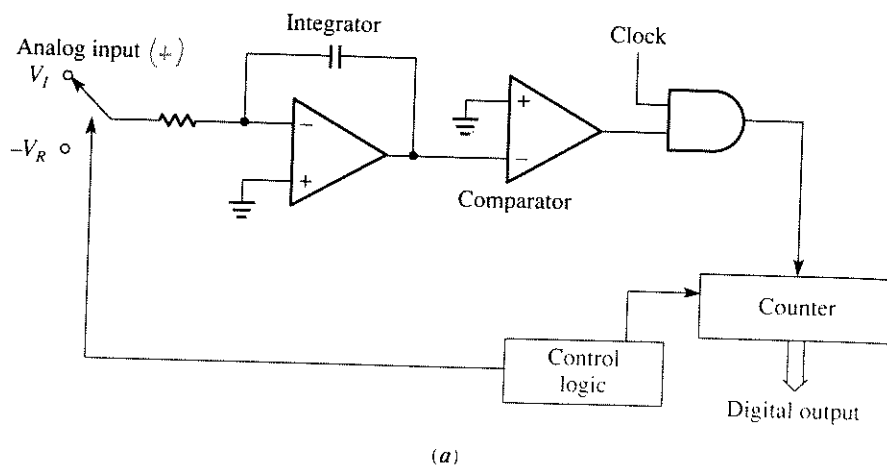 Integrator
Analog input (+)
V_I
−V_R
−
+
+
−
Comparator
Clock
Counter
Control
logic
Digital output
(a)